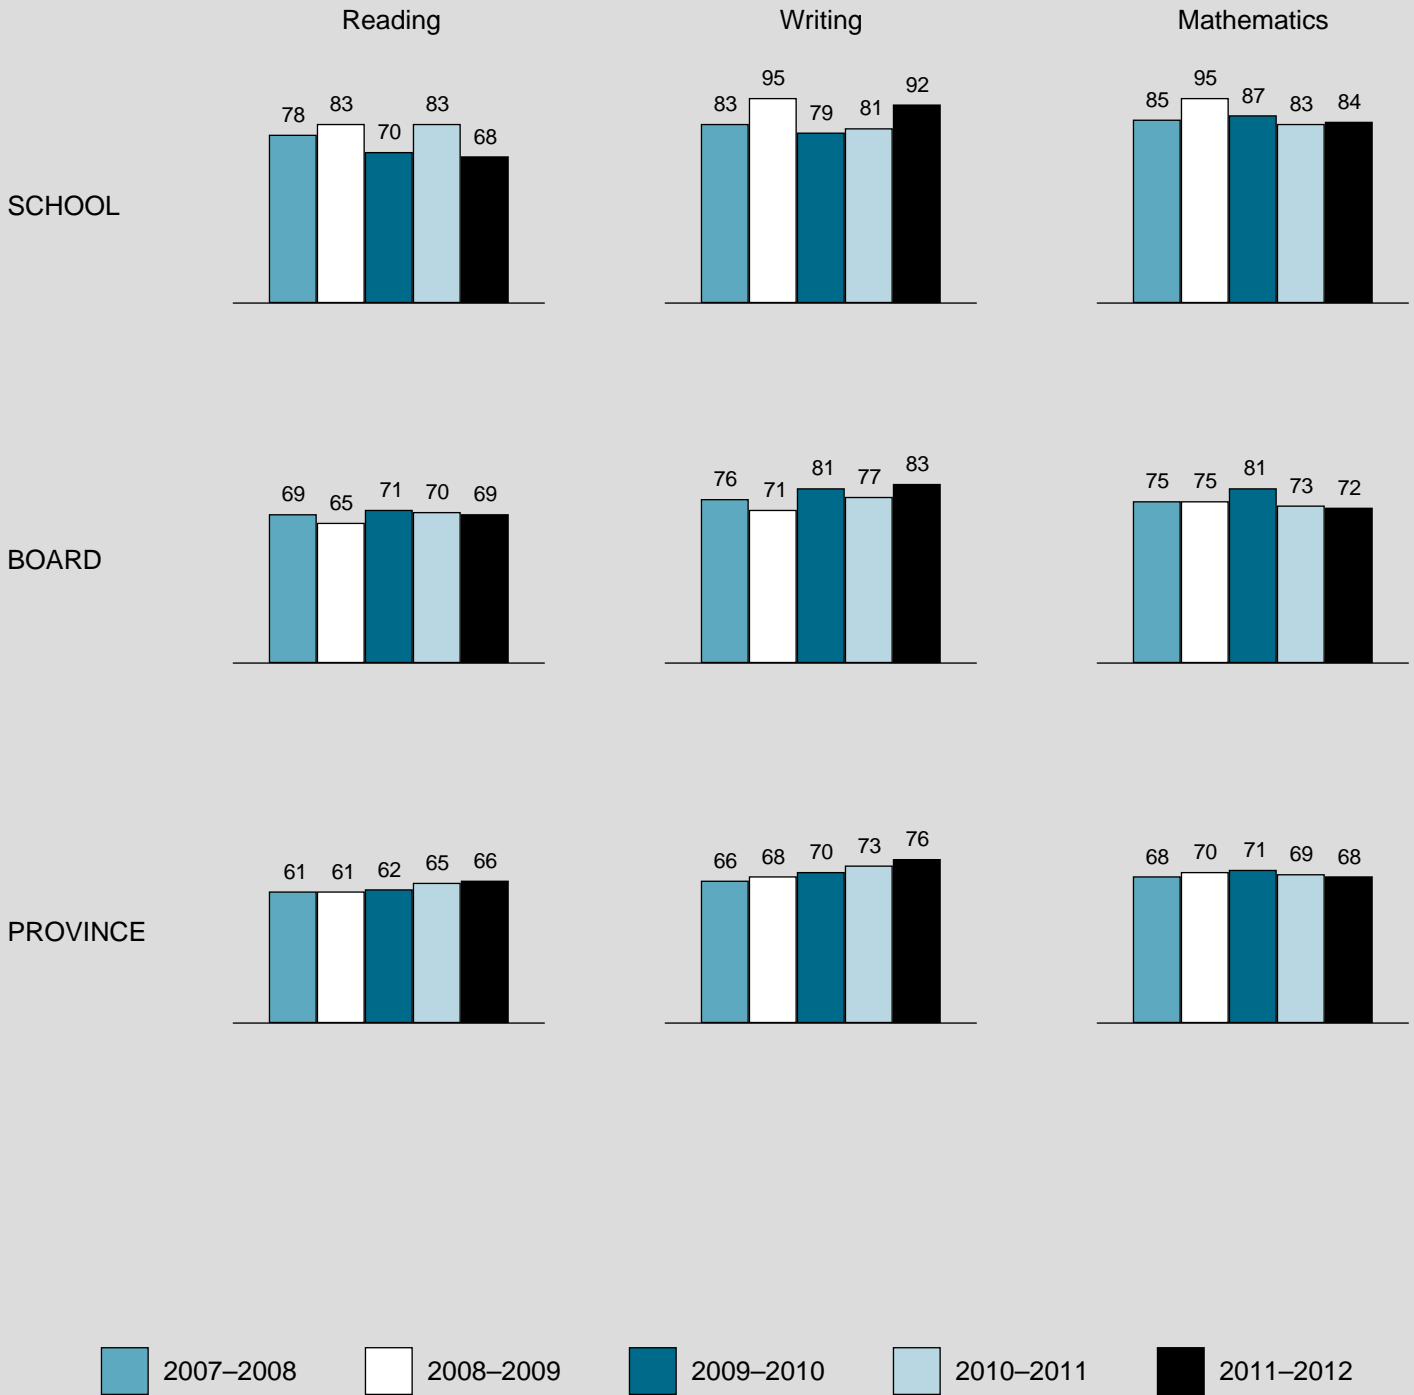 Reading Writing Mathematics
SCHOOL
78 83 70 83 68
83 95 79 81 92
85 95 87 83 84
BOARD
69 65 71 70 69
76 71 81 77 83
75 75 81 73 72
PROVINCE
61 61 62 65 66
66 68 70 73 76
68 70 71 69 68
2007–2008 2008–2009 2009–2010 2010–2011 2011–2012